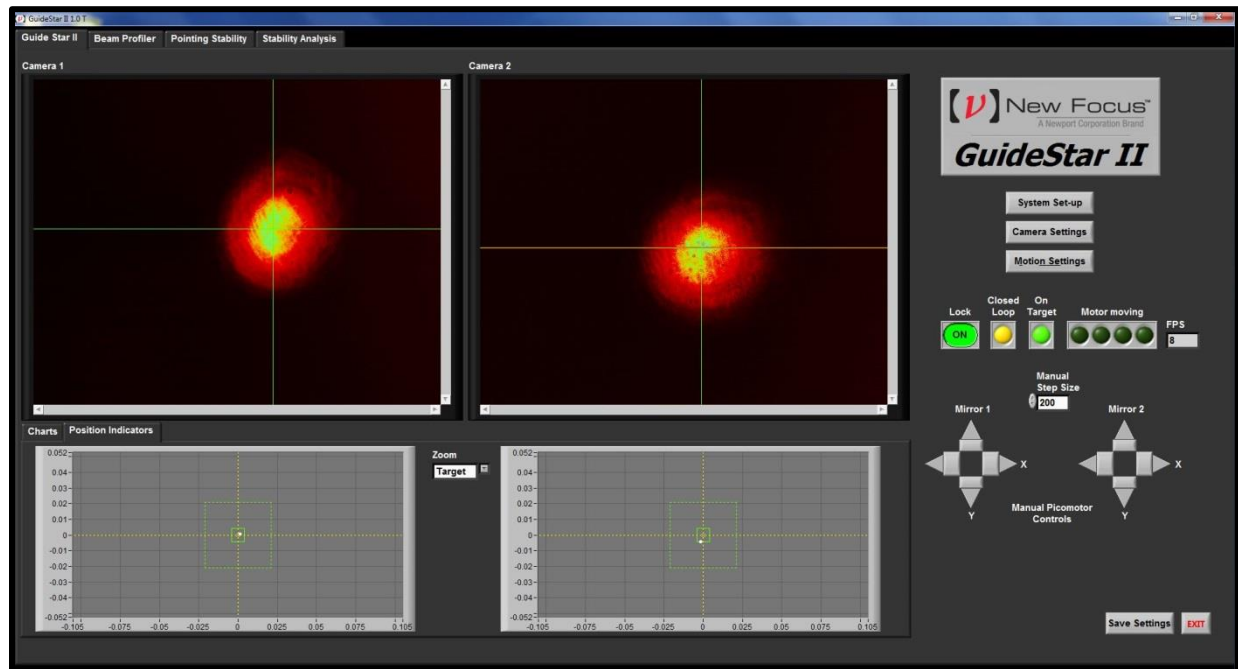 GuideStar II 1.0 T
Guide Star II Beam Profiler Pointing Stability Stability Analysis
Camera 1
Camera 2
(ν) New Focus™
A Newport Corporation Brand
GuideStar II
System Set-up
Camera Settings
Motion Settings
Lock
Closed Loop
On Target
Motor moving
FPS
ON
8
Manual Step Size
200
Mirror 1
Mirror 2
X
X
Y
Y
Manual Picomotor Controls
Charts Position Indicators
Zoom
Target
0.052
0.04
0.03
0.02
0.01
0
-0.01
-0.02
-0.03
-0.04
-0.052
-0.105 -0.075 -0.05 -0.025 0 0.025 0.05 0.075 0.105
0.052
0.04
0.03
0.02
0.01
0
-0.01
-0.02
-0.03
-0.04
-0.052
-0.105 -0.075 -0.05 -0.025 0 0.025 0.05 0.075 0.105
Save Settings
EXIT